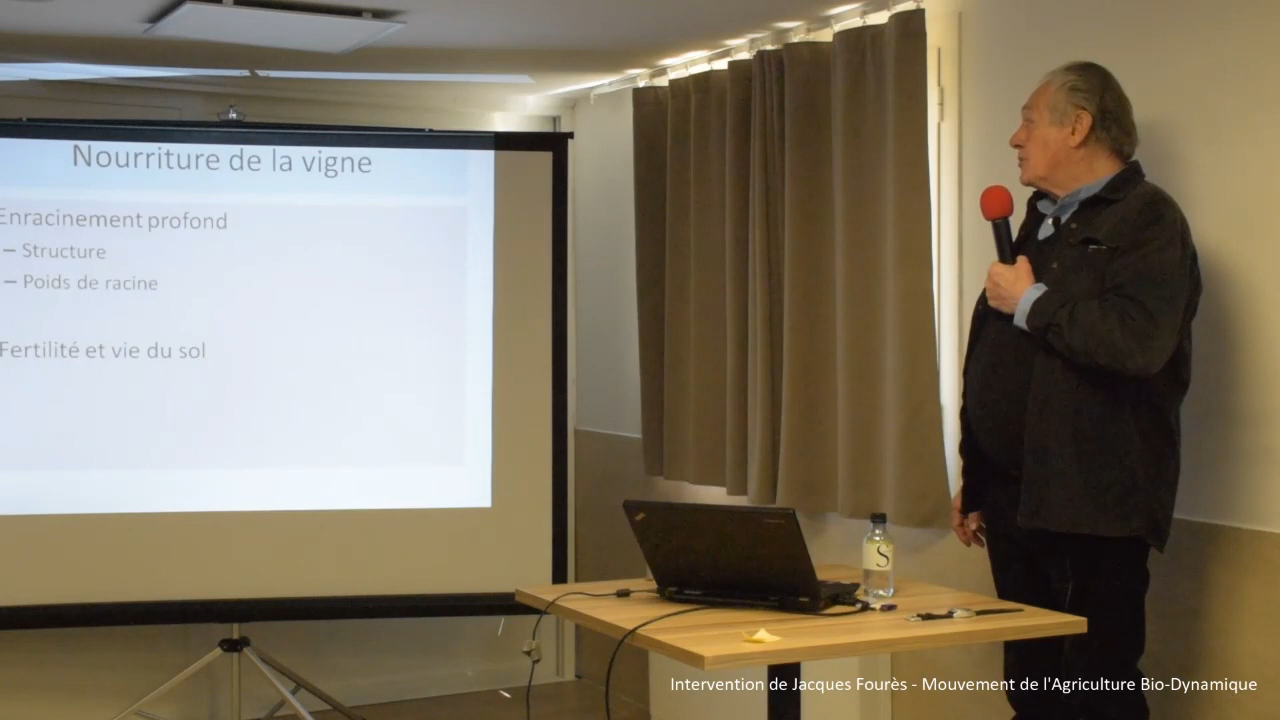 Nourriture de la vigne
Enracinement profond
– Structure
– Poids de racine
Fertilité et vie du sol
S
Intervention de Jacques Fourès - Mouvement de l'Agriculture Bio-Dynamique